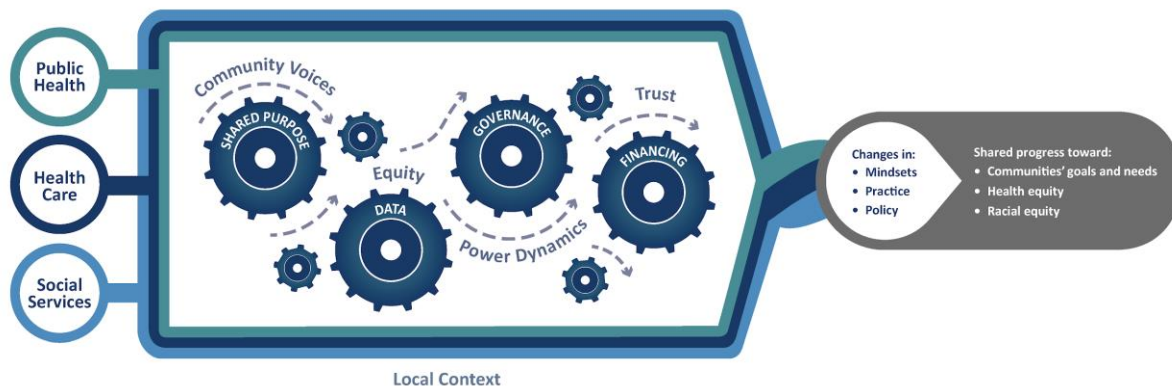 Public
Health
Health
Care
Social
Services
Community Voices
SHARED PURPOSE
Equity
DATA
GOVERNANCE
Power Dynamics
Trust
FINANCING
Local Context
Changes in:
• Mindsets
• Practice
• Policy
Shared progress toward:
• Communities' goals and needs
• Health equity
• Racial equity